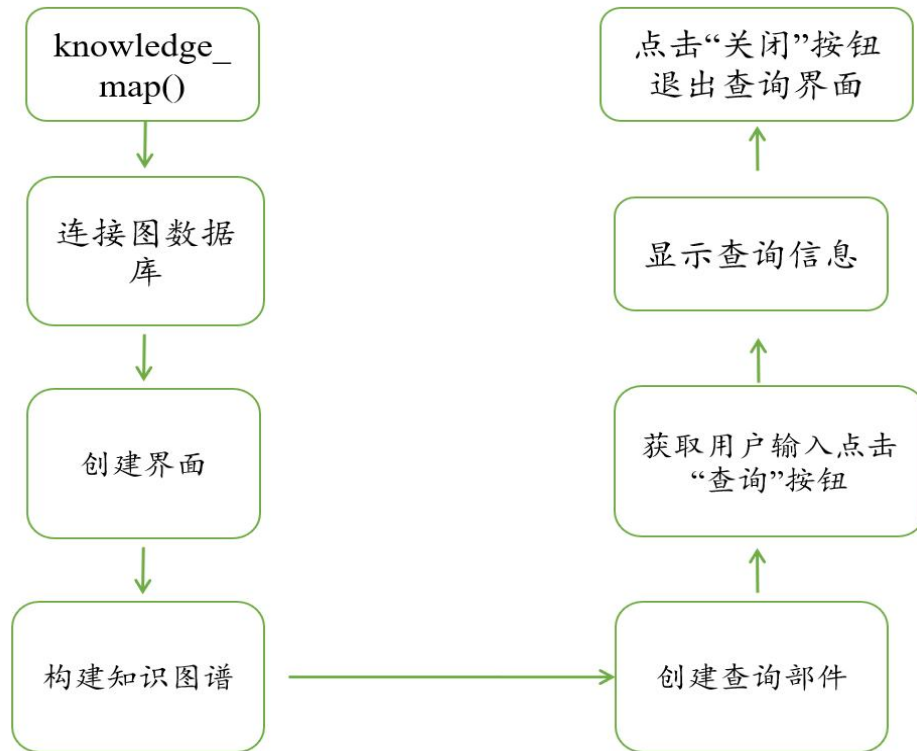 knowledge_
map()
连接图数据
库
创建界面
构建知识图谱
创建查询部件
获取用户输入点击
“查询”按钮
显示查询信息
点击“关闭”按钮
退出查询界面